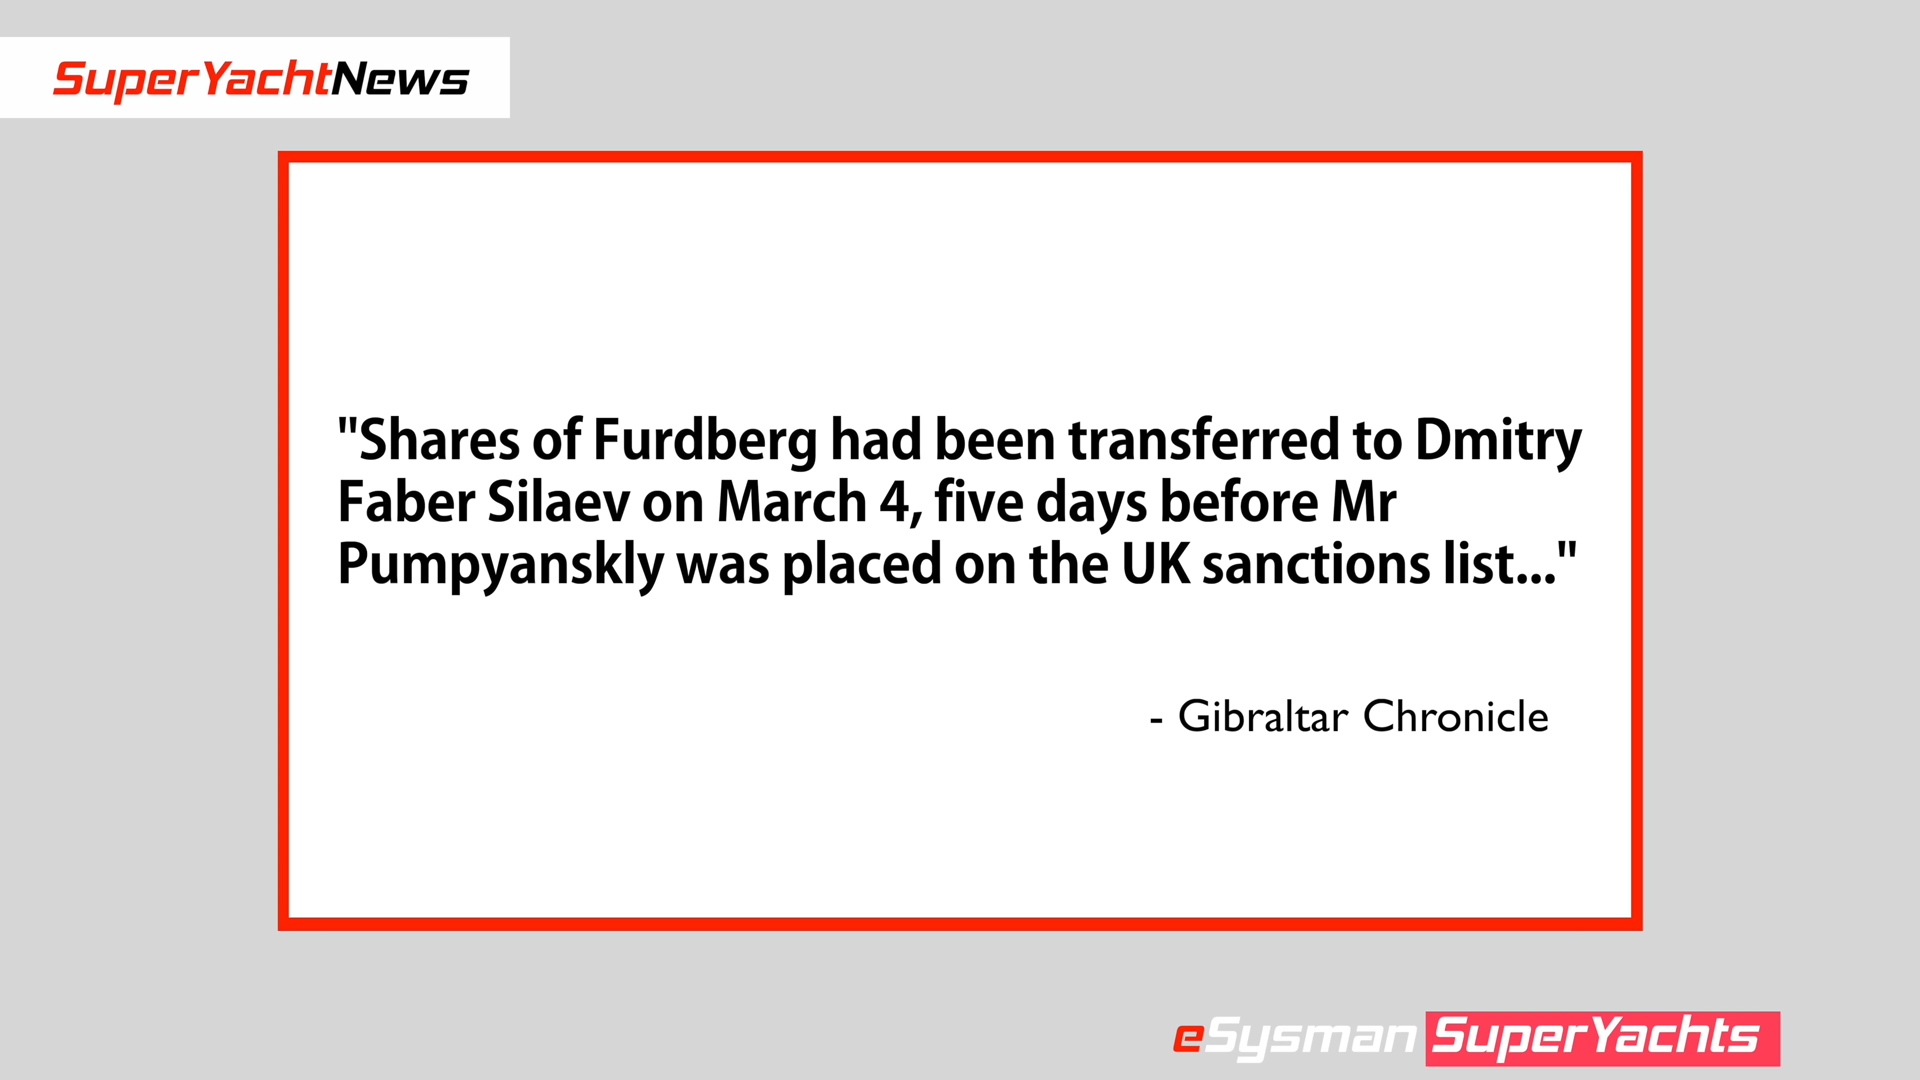 SuperYachtNews
"Shares of Furdberg had been transferred to Dmitry
Faber Silaev on March 4, five days before Mr
Pumpyanskly was placed on the UK sanctions list..."
- Gibraltar Chronicle
eSysman SuperYachts